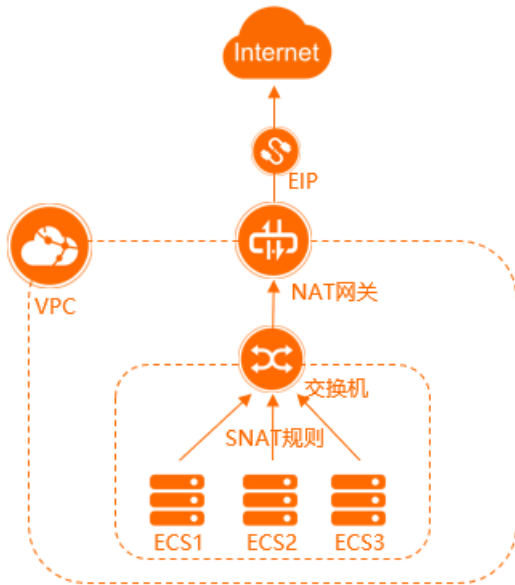 Internet
EIP
NAT网关
VPC
交换机
SNAT规则
ECS1 ECS2 ECS3